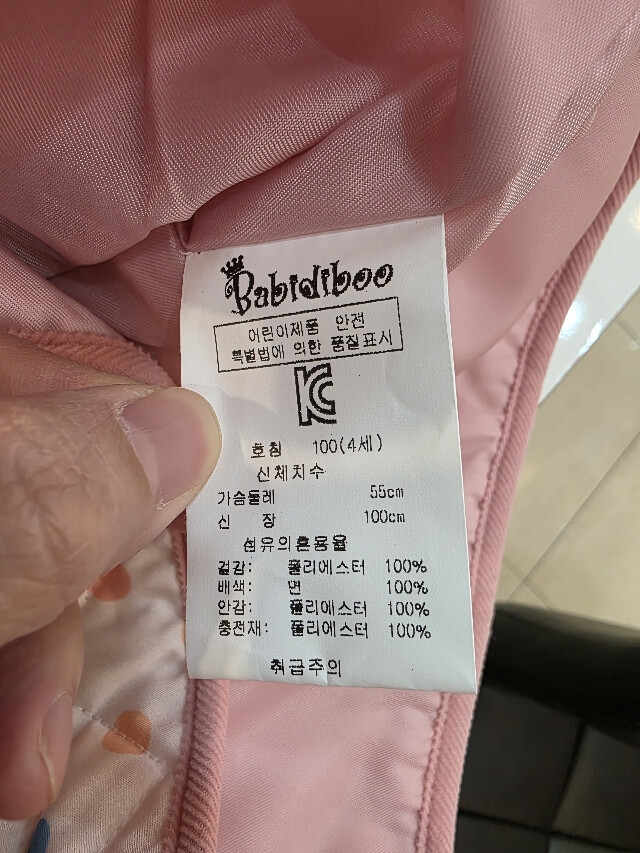 Babidiboo
어린이제품 안전
특별법에 의한 품질표시
KC
호칭 100(4세)
신체치수
가슴둘레 55cm
신 장 100cm
섬유의혼용율
겉감: 폴리에스터 100%
배색: 면 100%
안감: 폴리에스터 100%
충전재: 폴리에스터 100%
취급주의